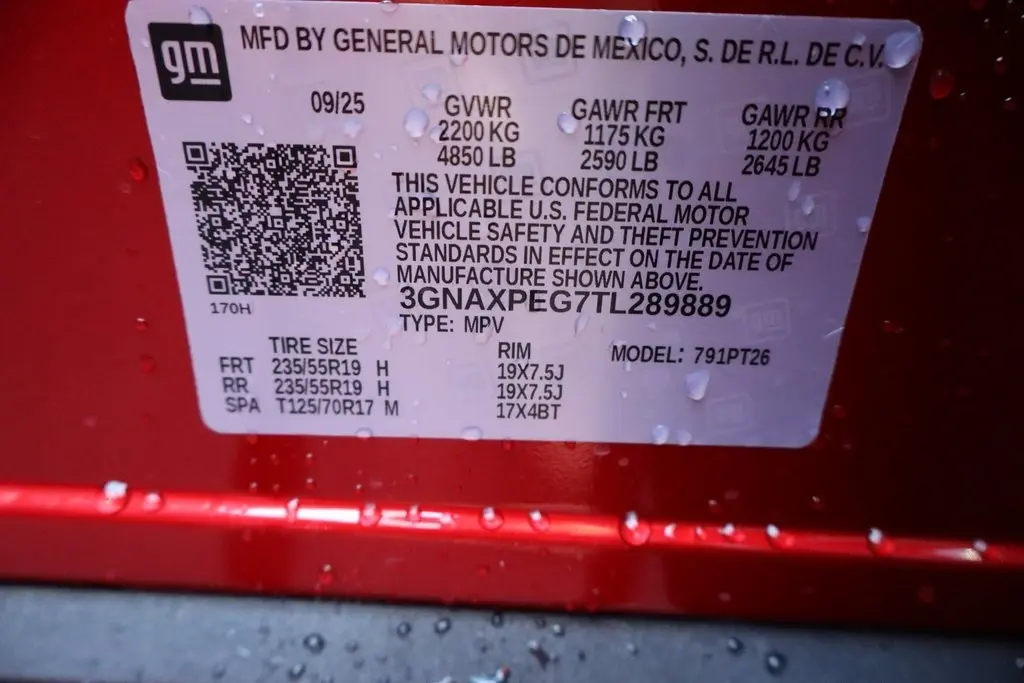 gm
MFD BY GENERAL MOTORS DE MEXICO, S. DE R.L. DE C.V.
09/25
GVWR
2200 KG
4850 LB
GAWR FRT
1175 KG
2590 LB
GAWR RR
1200 KG
2645 LB
THIS VEHICLE CONFORMS TO ALL
APPLICABLE U.S. FEDERAL MOTOR
VEHICLE SAFETY AND THEFT PREVENTION
STANDARDS IN EFFECT ON THE DATE OF
MANUFACTURE SHOWN ABOVE.
3GNAXPEG7TL289889
170H
TYPE: MPV
TIRE SIZE RIM MODEL: 791PT26
FRT 235/55R19 H 19X7.5J
RR 235/55R19 H 19X7.5J
SPA T125/70R17 M 17X4BT